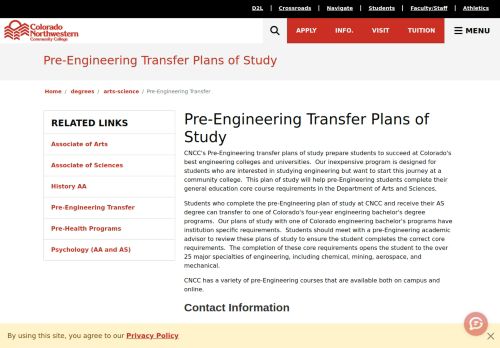 D2L | Crossroads | Navigate | Students | Faculty/Staff | Athletics
Colorado
Northwestern
Community College
APPLY INFO. VISIT TUITION MENU
Pre-Engineering Transfer Plans of Study
Home / degrees / arts-science / Pre-Engineering Transfer
RELATED LINKS
Associate of Arts
Associate of Sciences
History AA
Pre-Engineering Transfer
Pre-Health Programs
Psychology (AA and AS)
Pre-Engineering Transfer Plans of
Study
CNCC's Pre-Engineering transfer plans of study prepare students to succeed at Colorado's
best engineering colleges and universities. Our inexpensive program is designed for
students who are interested in studying engineering but want to start this journey at a
community college. This plan of study will help pre-Engineering students complete their
general education core course requirements in the Department of Arts and Sciences.
Students who complete the pre-Engineering plan of study at CNCC and receive their AS
degree can transfer to one of Colorado's four-year engineering bachelor's degree
programs. Our plans of study with one of Colorado engineering bachelor's programs have
institution specific requirements. Students should meet with a pre-Engineering academic
advisor to review these plans of study to ensure the student completes the correct core
requirements. The completion of these core requirements opens the student to the over
25 major specialties of engineering, including chemical, mining, aerospace, and
mechanical.
CNCC has a variety of pre-Engineering courses that are available both on campus and
online.
Contact Information
By using this site, you agree to our Privacy Policy